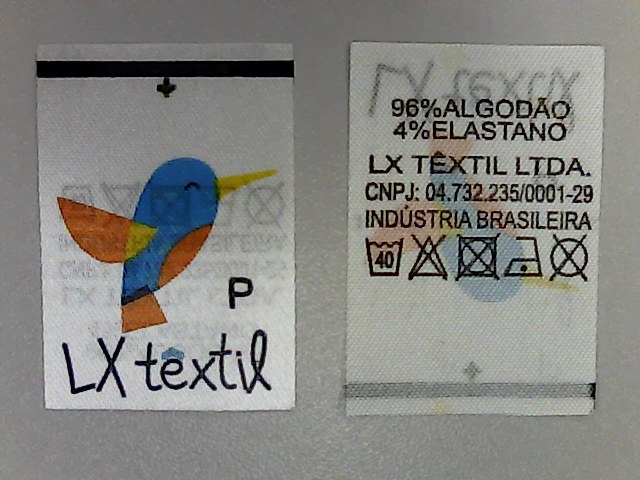 P
LX têxtil
96%ALGODÃO
4%ELASTANO
LX TÊXTIL LTDA.
CNPJ: 04.732.235/0001-29
INDÚSTRIA BRASILEIRA
40